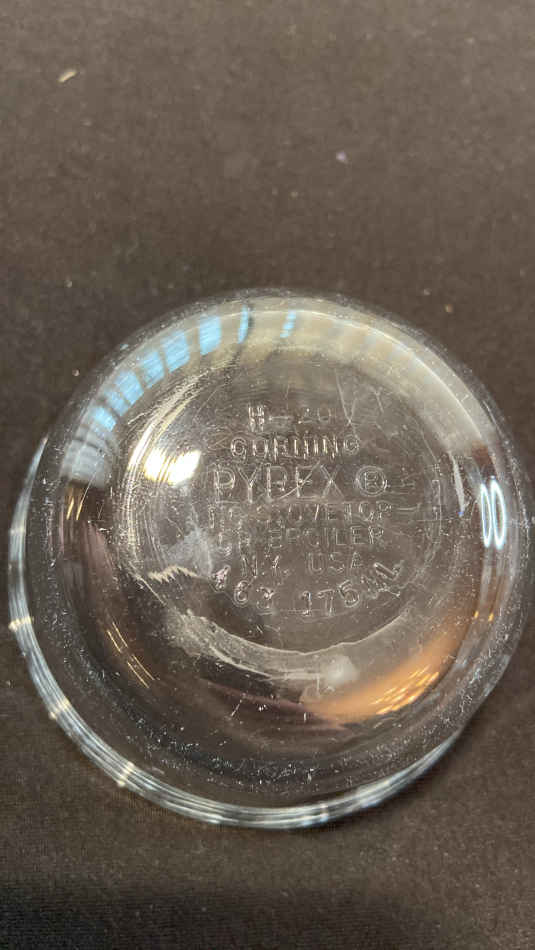 H-20
CORNING
PYREX ®
NO STOVETOP
OR BROILER
N.Y. USA
463 175ML